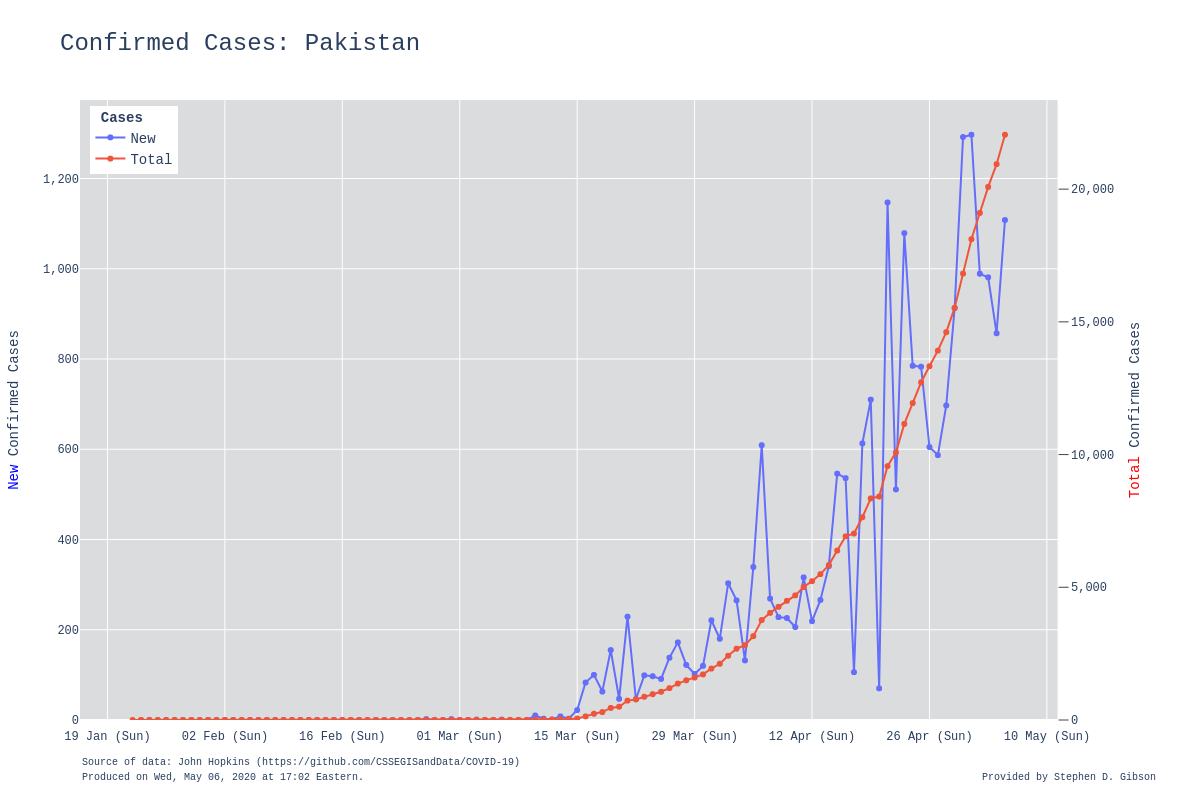 Confirmed Cases: Pakistan
Cases
New
Total
1,200
1,000
800
600
400
200
0
20,000
15,000
10,000
5,000
0
New Confirmed Cases
Total Confirmed Cases
19 Jan (Sun)
02 Feb (Sun)
16 Feb (Sun)
01 Mar (Sun)
15 Mar (Sun)
29 Mar (Sun)
12 Apr (Sun)
26 Apr (Sun)
10 May (Sun)
Source of data: John Hopkins (https://github.com/CSSEGISandData/COVID-19)
Produced on Wed, May 06, 2020 at 17:02 Eastern.
Provided by Stephen D. Gibson